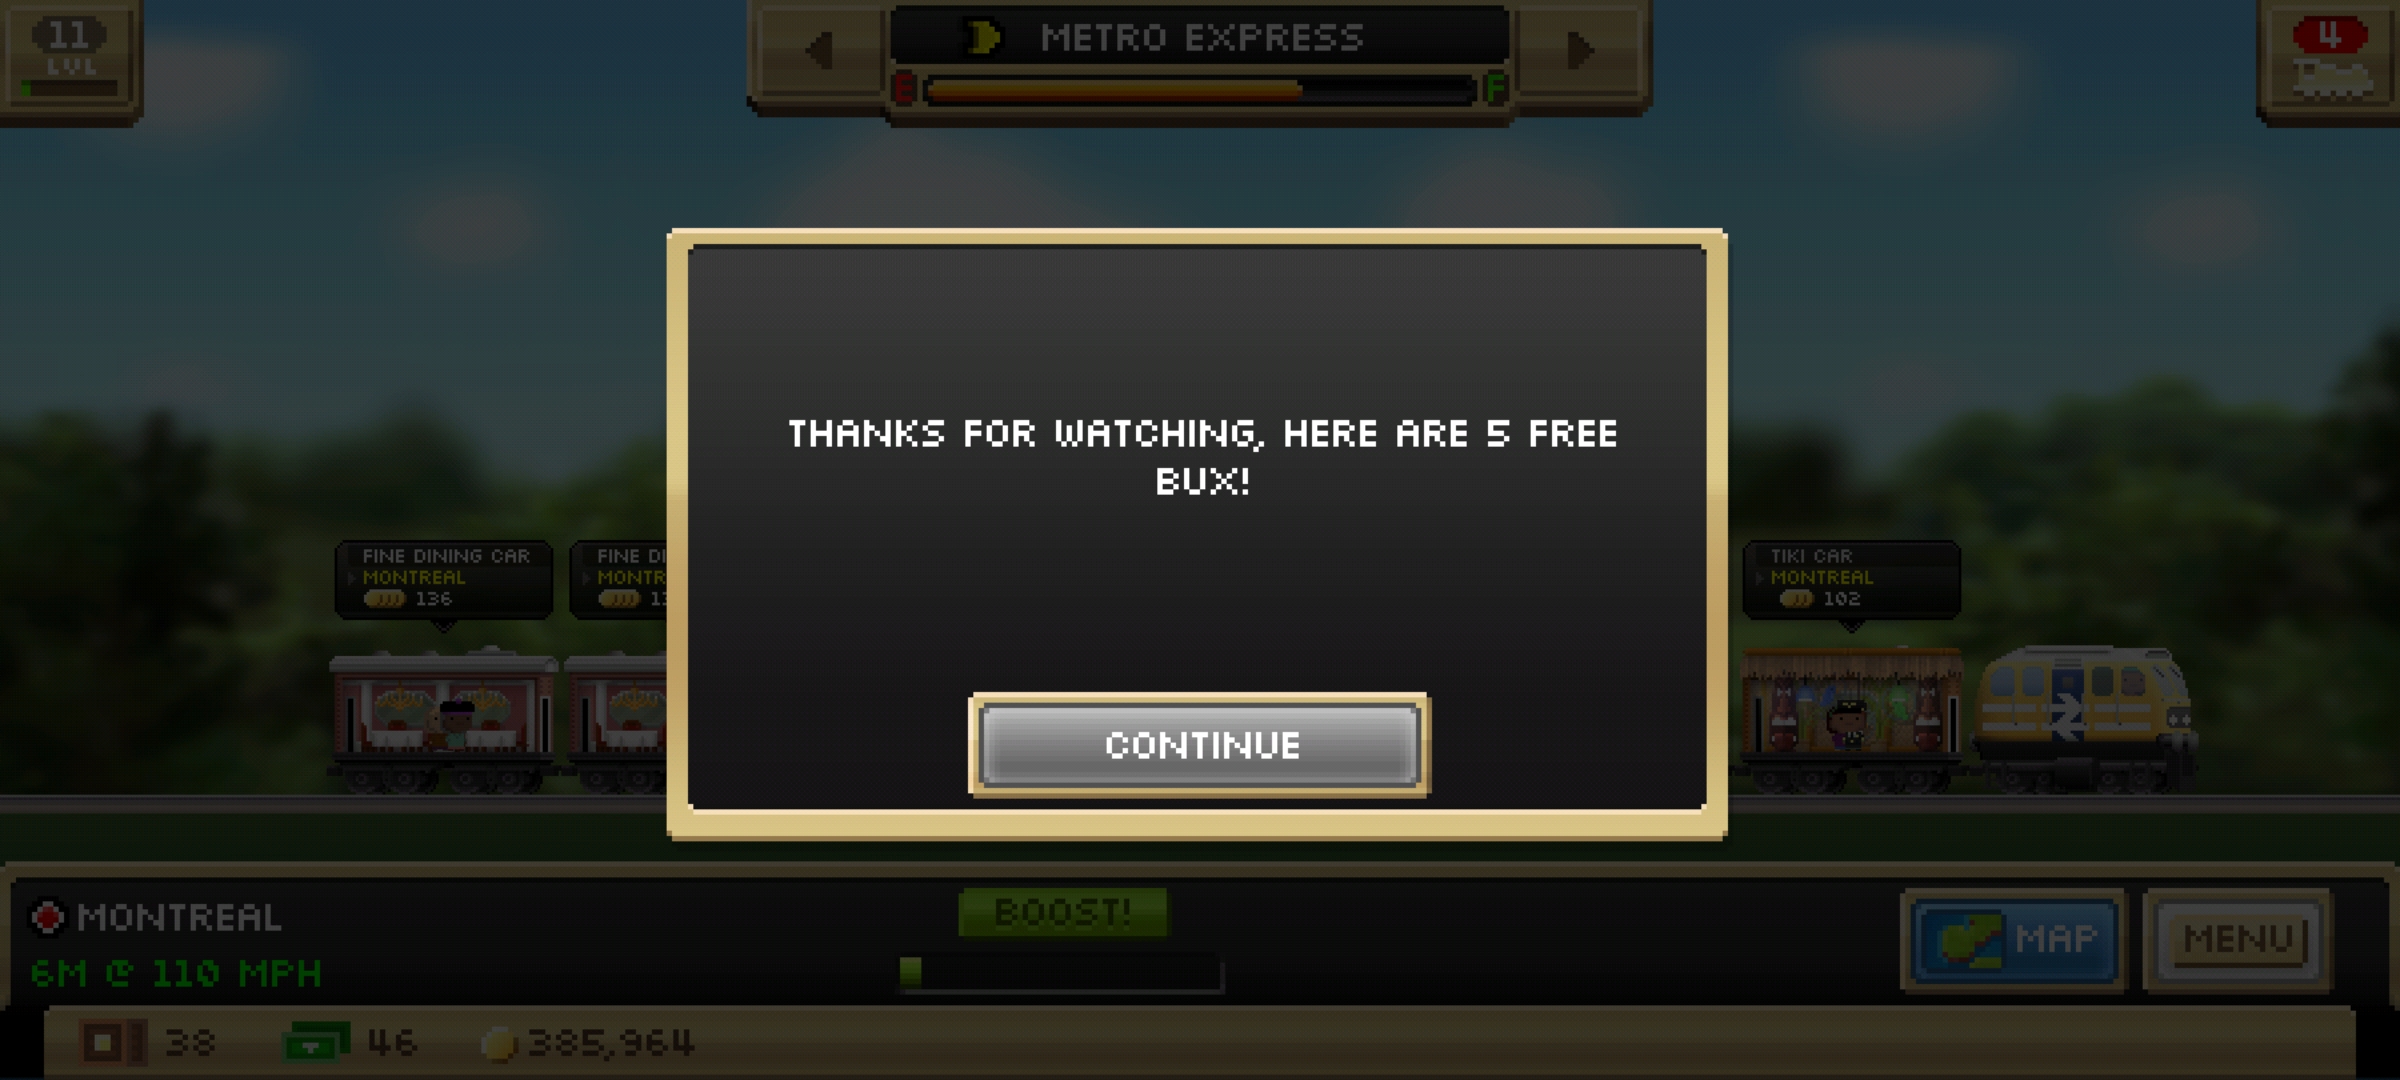 11
LVL
METRO EXPRESS
E
F
4
THANKS FOR WATCHING, HERE ARE 5 FREE
BUX!
CONTINUE
FINE DINING CAR
MONTREAL
136
FINE
TIKI CAR
MONTREAL
102
MONTREAL
6M @ 110 MPH
BOOST!
MAP
MENU
38
46
385,964